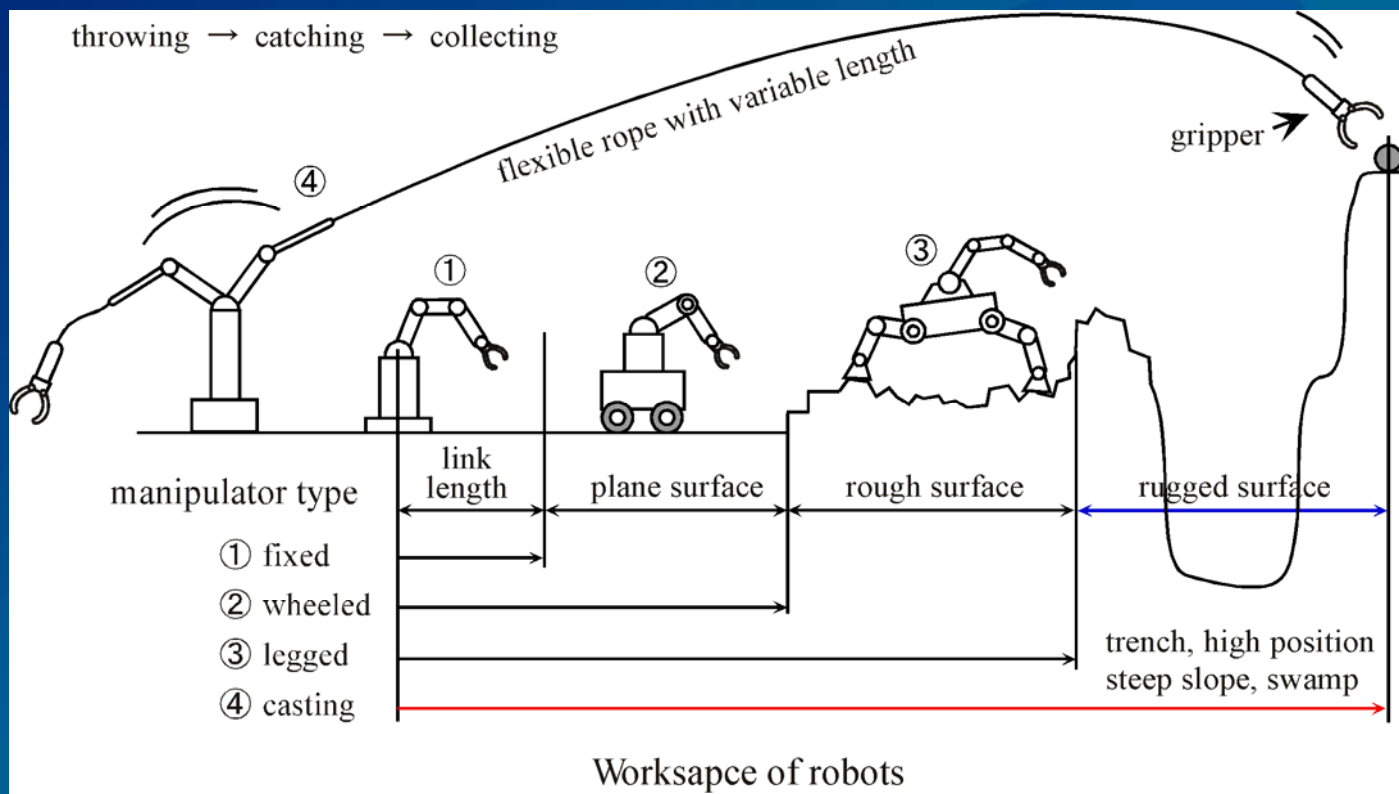 throwing → catching → collecting
flexible rope with variable length
gripper
④
①
②
③
link
length
plane surface
rough surface
rugged surface
manipulator type
① fixed
② wheeled
③ legged
④ casting
trench, high position
steep slope, swamp
Worksapce of robots